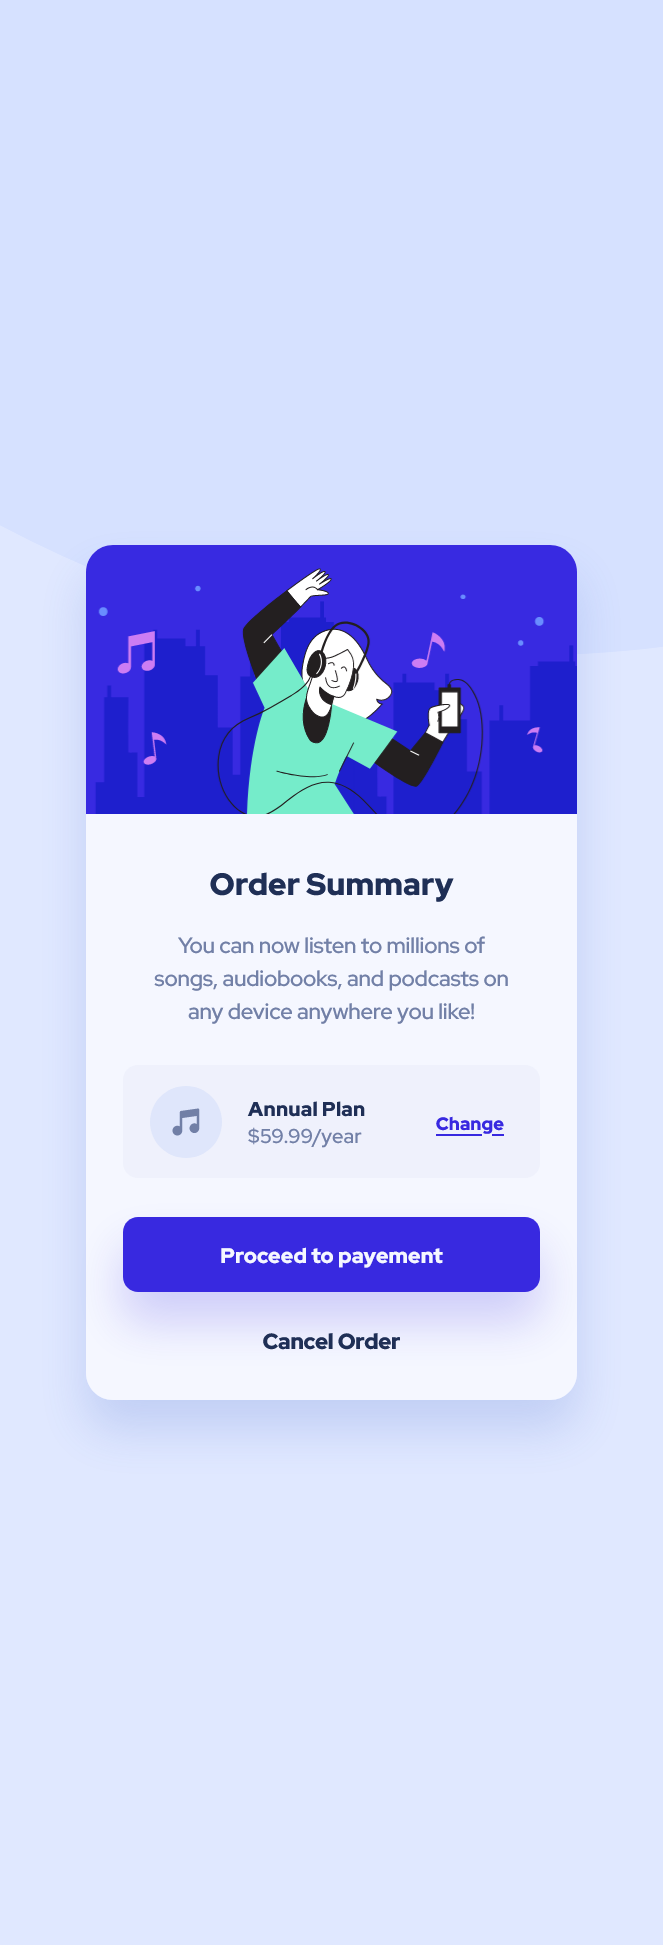 Order Summary
You can now listen to millions of
songs, audiobooks, and podcasts on
any device anywhere you like!
Annual Plan
$59.99/year
Change
Proceed to payement
Cancel Order